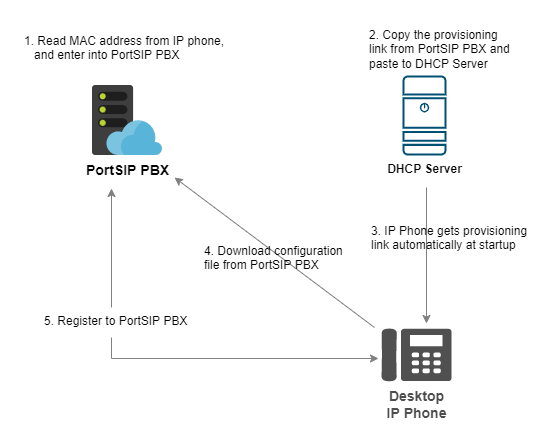 1. Read MAC address from IP phone,
and enter into PortSIP PBX
2. Copy the provisioning
link from PortSIP PBX and
paste to DHCP Server
PortSIP PBX
DHCP Server
3. IP Phone gets provisioning
link automatically at startup
4. Download configuration
file from PortSIP PBX
5. Register to PortSIP PBX
Desktop
IP Phone